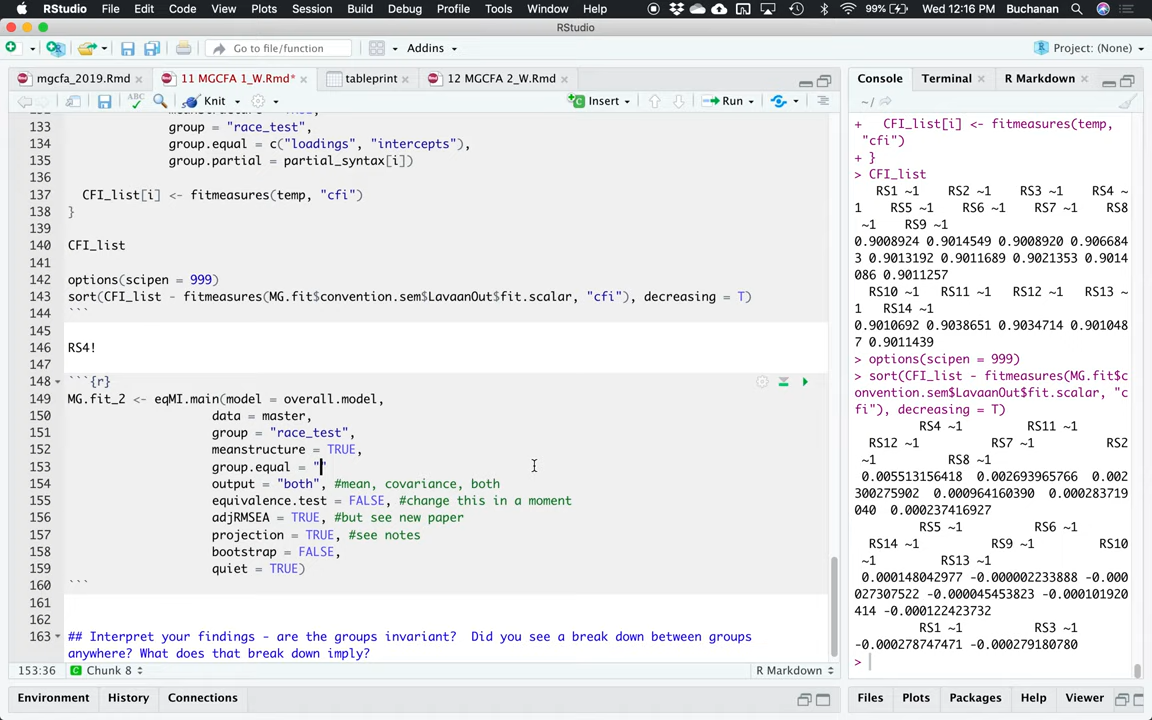 RStudio File Edit Code View Plots Session Build Debug Profile Tools Window Help 99% Wed 12:16 PM Buchanan
RStudio
Go to file/function Addins Project: (None)
mgcfa_2019.Rmd 11 MGCFA 1_W.Rmd* tableprint 12 MGCFA 2_W.Rmd
Knit Insert Run
133 group = "race_test",
134 group.equal = c("loadings", "intercepts"),
135 group.partial = partial_syntax[i])
136
137 CFI_list[i] <- fitmeasures(temp, "cfi")
138 }
139
140 CFI_list
141
142 options(scipen = 999)
143 sort(CFI_list - fitmeasures(MG.fit$convention.sem$LavaanOut$fit.scalar, "cfi"), decreasing = T)
144 ```
145
146 RS4!
147
148 ```{r}
149 MG.fit_2 <- eqMI.main(model = overall.model,
150 data = master,
151 group = "race_test",
152 meanstructure = TRUE,
153 group.equal = ""
154 output = "both", #mean, covariance, both
155 equivalence.test = FALSE, #change this in a moment
156 adjRMSEA = TRUE, #but see new paper
157 projection = TRUE, #see notes
158 bootstrap = FALSE,
159 quiet = TRUE)
160 ```
161
162
163 ## Interpret your findings - are the groups invariant? Did you see a break down between groups
anywhere? What does that break down imply?
153:36 Chunk 8 R Markdown
Environment History Connections
Console Terminal R Markdown
~/
+ CFI_list[i] <- fitmeasures(temp,
"cfi")
+ }
> CFI_list
RS1 ~1 RS2 ~1 RS3 ~1 RS4 ~
1 RS5 ~1 RS6 ~1 RS7 ~1 RS8
~1 RS9 ~1
0.9008924 0.9014549 0.9008920 0.906684
3 0.9013192 0.9011689 0.9021353 0.9014
086 0.9011257
RS10 ~1 RS11 ~1 RS12 ~1 RS13 ~
1 RS14 ~1
0.9010692 0.9038651 0.9034714 0.901048
7 0.9011439
> options(scipen = 999)
> sort(CFI_list - fitmeasures(MG.fit$c
onvention.sem$LavaanOut$fit.scalar, "c
fi"), decreasing = T)
RS4 ~1 RS11 ~1
RS12 ~1 RS7 ~1 RS2
~1 RS8 ~1
0.005513156418 0.002693965766 0.002
300275902 0.000964160390 0.000283719
040 0.000237416927
RS5 ~1 RS6 ~1
RS14 ~1 RS9 ~1 RS10
~1 RS13 ~1
0.000148042977 -0.000002233888 -0.000
027307522 -0.000045453823 -0.000101920
414 -0.000122423732
RS1 ~1 RS3 ~1
-0.000278747471 -0.000279180780
>
Files Plots Packages Help Viewer